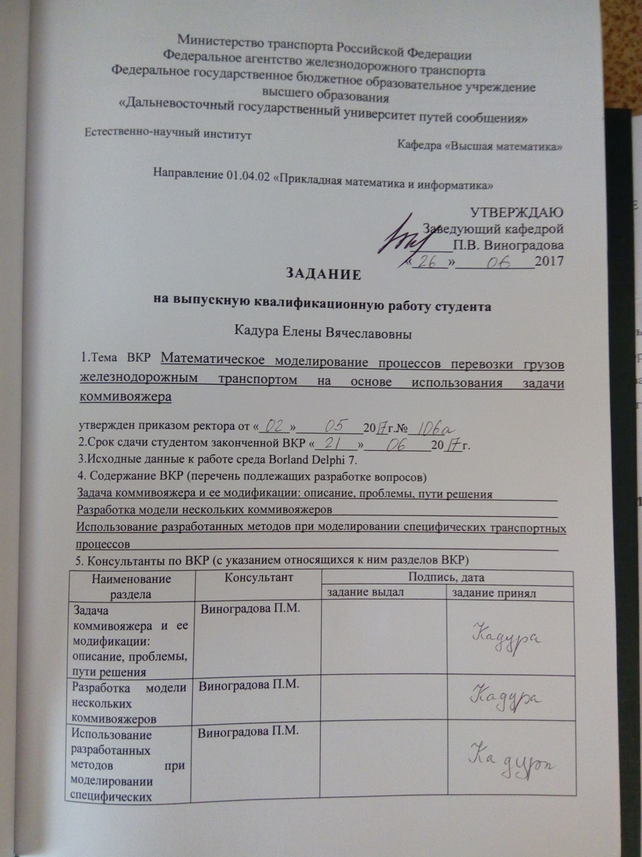 Министерство транспорта Российской Федерации
Федеральное агентство железнодорожного транспорта
Федеральное государственное бюджетное образовательное учреждение
высшего образования
«Дальневосточный государственный университет путей сообщения»
Естественно-научный институт
Кафедра «Высшая математика»
Направление 01.04.02 «Прикладная математика и информатика»
УТВЕРЖДАЮ
Заведующий кафедрой
П.В. Виноградова
«26» 06 2017
ЗАДАНИЕ
на выпускную квалификационную работу студента
Кадура Елены Вячеславовны
1.Тема ВКР Математическое моделирование процессов перевозки грузов
железнодорожным транспортом на основе использования задачи
коммивояжера
утвержден приказом ректора от «02» 05 2017г.№ 106а
2.Срок сдачи студентом законченной ВКР «21» 06 2017г.
3.Исходные данные к работе среда Borland Delphi 7.
4. Содержание ВКР (перечень подлежащих разработке вопросов)
Задача коммивояжера и ее модификации: описание, проблемы, пути решения
Разработка модели нескольких коммивояжеров
Использование разработанных методов при моделировании специфических транспортных
процессов
5. Консультанты по ВКР (с указанием относящихся к ним разделов ВКР)
Наименование раздела Консультант Подпись, дата
задание выдал задание принял
Задача Виноградова П.М.
коммивояжера и ее
модификации: Кадура
описание, проблемы,
пути решения
Разработка модели Виноградова П.М. Кадура
нескольких
коммивояжеров
Использование Виноградова П.М.
разработанных Кадура
методов при
моделировании
специфических